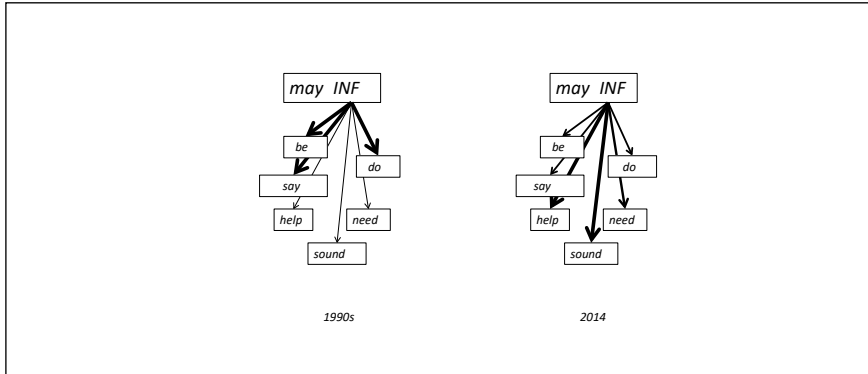 may INF
be
do
say
help
need
sound
1990s
may INF
be
do
say
help
need
sound
2014